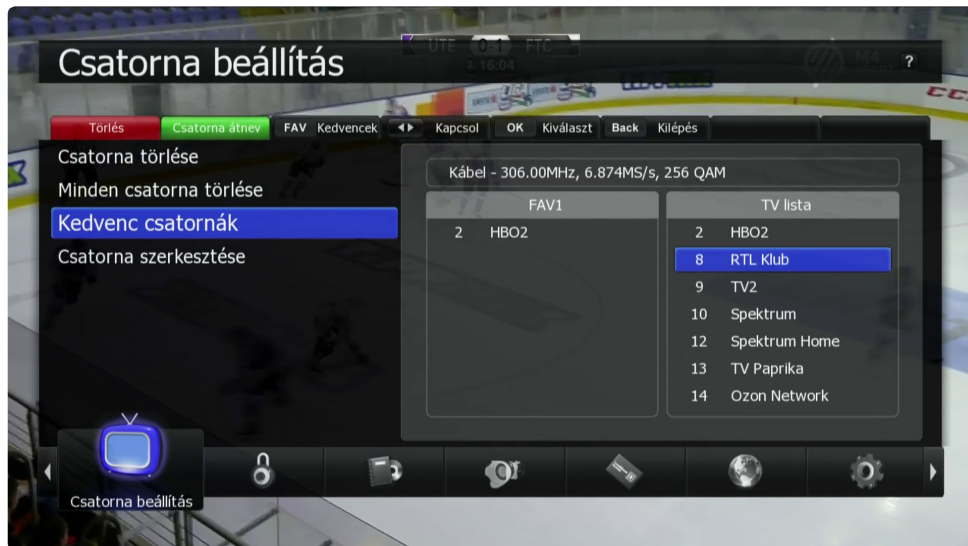 UTE 0-1 FTC
16:04
Csatorna beállítás
M4
?
Törlés Csatorna átnev FAV Kedvencek Kapcsol OK Kiválaszt Back Kilépés
Csatorna törlése
Minden csatorna törlése
Kedvenc csatornák
Csatorna szerkesztése
Kábel - 306.00MHz, 6.874MS/s, 256 QAM
FAV1
2 HBO2
TV lista
2 HBO2
8 RTL Klub
9 TV2
10 Spektrum
12 Spektrum Home
13 TV Paprika
14 Ozon Network
Csatorna beállítás